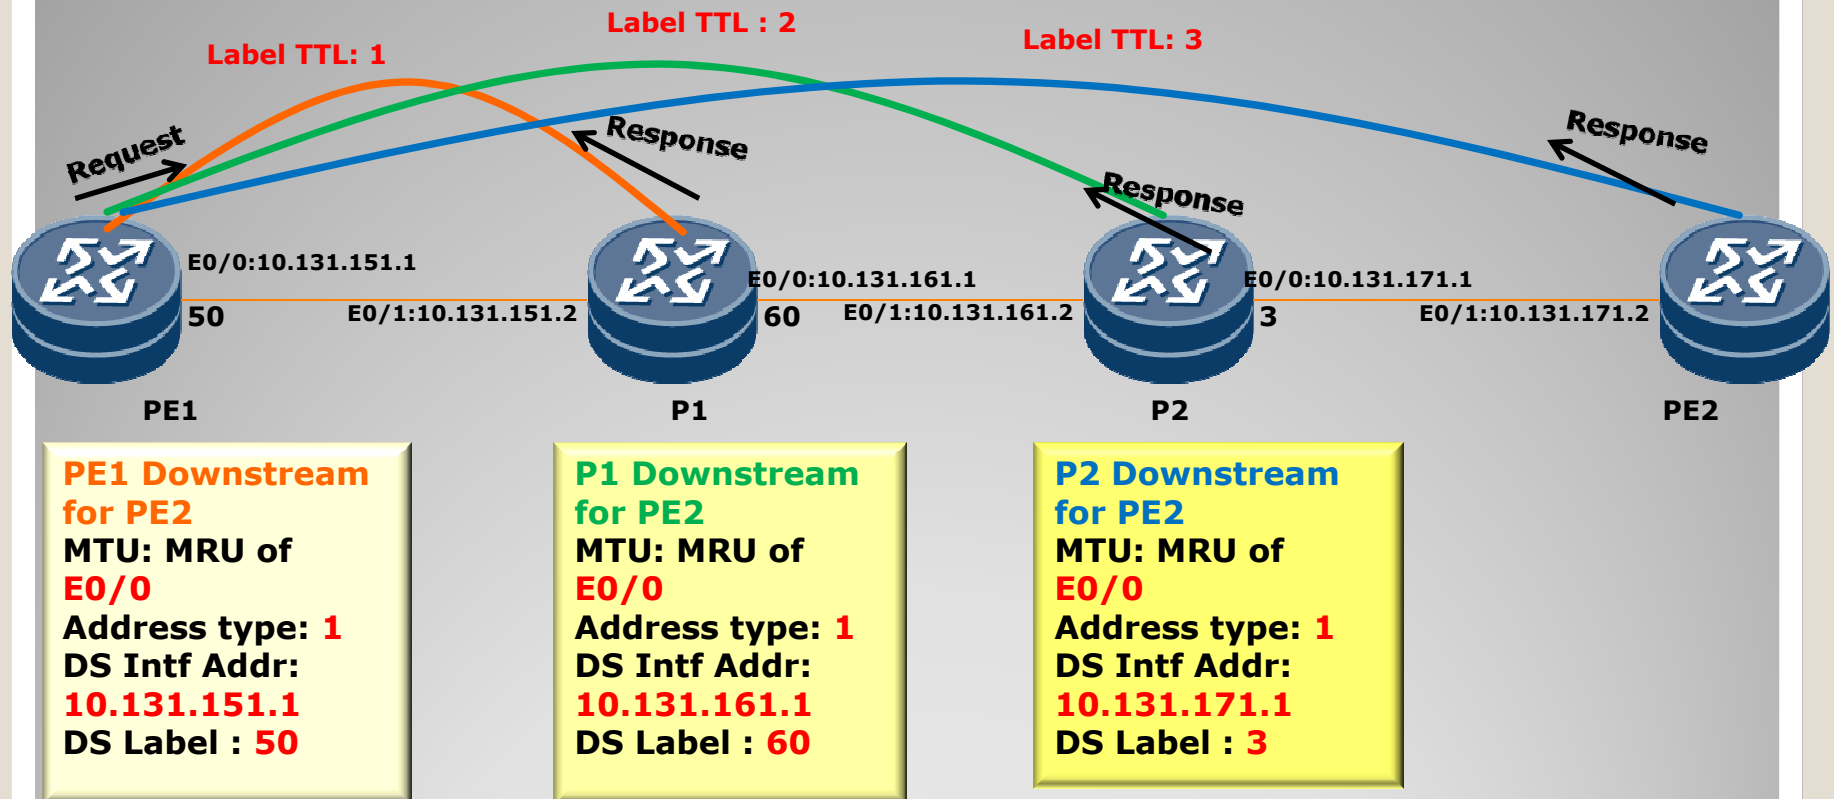 Label TTL: 1
Label TTL : 2
Label TTL: 3
Request
Response
Response
Response
E0/0:10.131.151.1
50
E0/1:10.131.151.2
E0/0:10.131.161.1
60
E0/1:10.131.161.2
E0/0:10.131.171.1
3
E0/1:10.131.171.2
PE1
P1
P2
PE2
PE1 Downstream
for PE2
MTU: MRU of
E0/0
Address type: 1
DS Intf Addr:
10.131.151.1
DS Label : 50
P1 Downstream
for PE2
MTU: MRU of
E0/0
Address type: 1
DS Intf Addr:
10.131.161.1
DS Label : 60
P2 Downstream
for PE2
MTU: MRU of
E0/0
Address type: 1
DS Intf Addr:
10.131.171.1
DS Label : 3